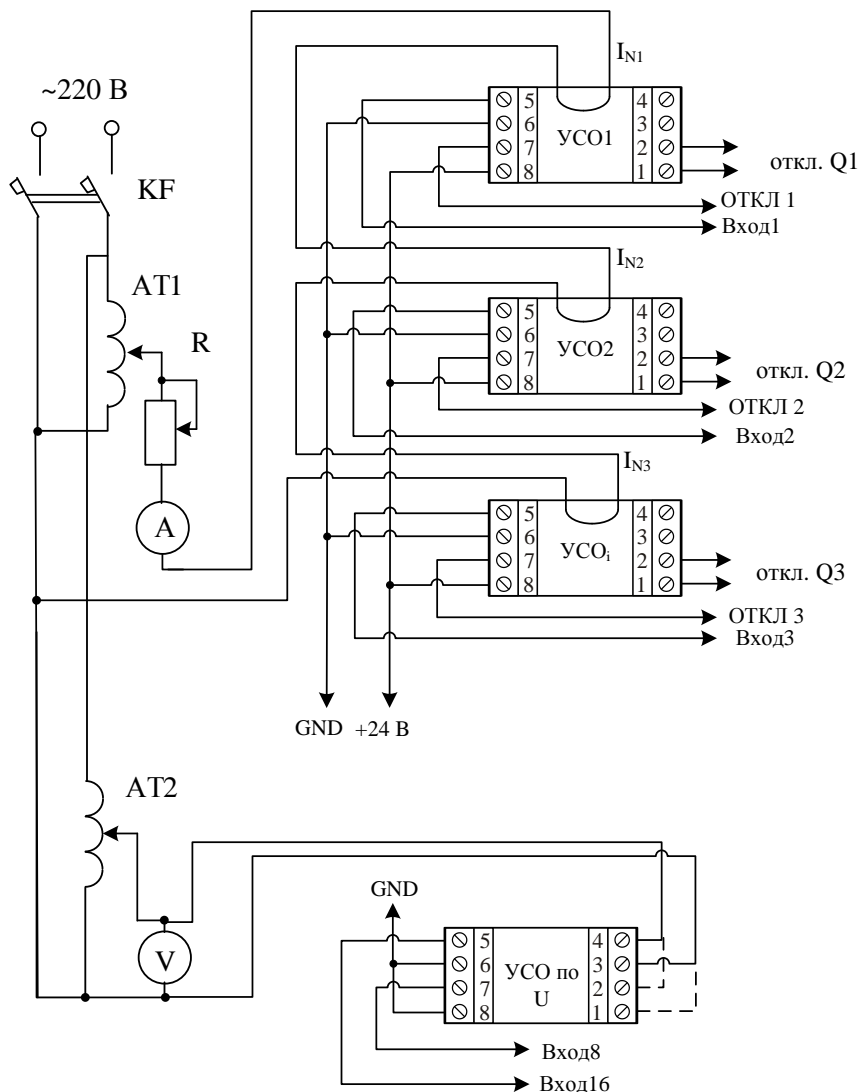 ~220 В
KF
AT1
R
A
I_N1
5
6
7
8
УСО1
4
3
2
1
откл. Q1
ОТКЛ 1
Вход1
I_N2
5
6
7
8
УСО2
4
3
2
1
откл. Q2
ОТКЛ 2
Вход2
I_N3
5
6
7
8
УСО_i
4
3
2
1
откл. Q3
ОТКЛ 3
Вход3
GND
+24 В
AT2
V
GND
5
6
7
8
УСО по
U
4
3
2
1
Вход8
Вход16